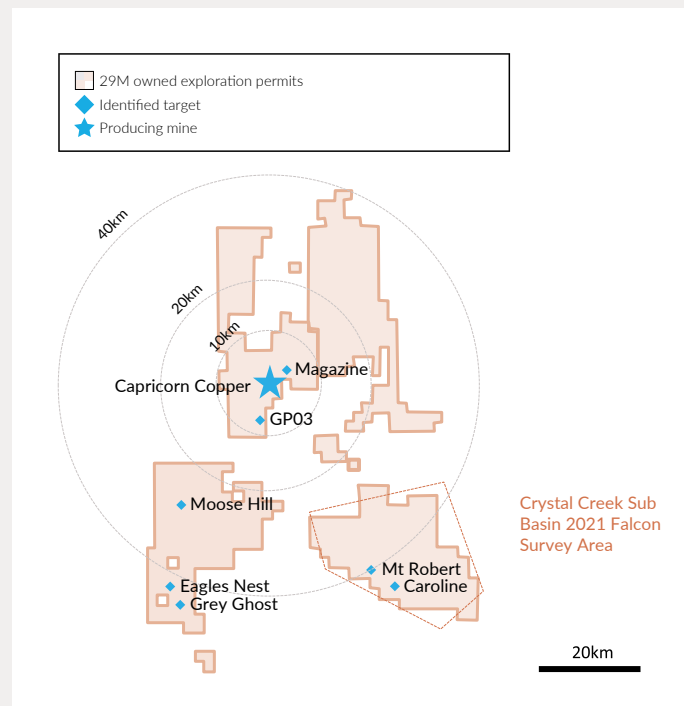 29M owned exploration permits
Identified target
Producing mine
40km
20km
10km
Magazine
Capricorn Copper
GP03
Moose Hill
Crystal Creek Sub
Basin 2021 Falcon
Survey Area
Mt Robert
Eagles Nest
Caroline
Grey Ghost
20km